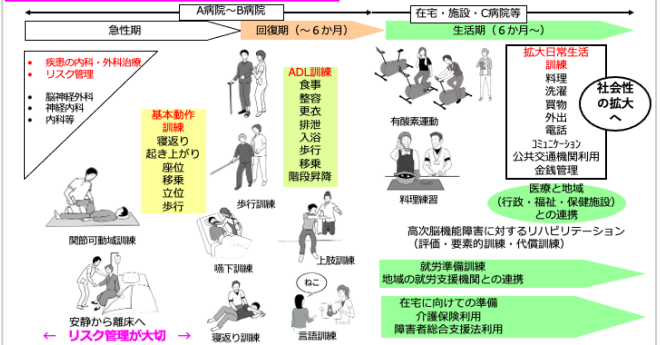 A病院～B病院
在宅・施設・C病院等
急性期
回復期（～６か月）
生活期（６か月～）
• 疾患の内科・外科治療
• リスク管理
• 脳神経外科
• 神経内科
• 内科等
基本動作
訓練
寝返り
起き上がり
座位
移乗
立位
歩行
関節可動域訓練
安静から離床へ
← リスク管理が大切 →
歩行訓練
嚥下訓練
寝返り訓練
ADL訓練
食事
整容
更衣
排泄
入浴
歩行
移乗
階段昇降
上肢訓練
ねこ
言語訓練
有酸素運動
料理練習
拡大日常生活
訓練
料理
洗濯
買物
外出
電話
ｺﾐｭﾆｹｰｼｮﾝ
公共交通機関利用
金銭管理
社会性
の拡大
へ
医療と地域
（行政・福祉・保健施設）
との連携
高次脳機能障害に対するリハビリテーション
（評価・要素的訓練・代償訓練）
就労準備訓練
地域の就労支援機関との連携
在宅に向けての準備
介護保険利用
障害者総合支援法利用